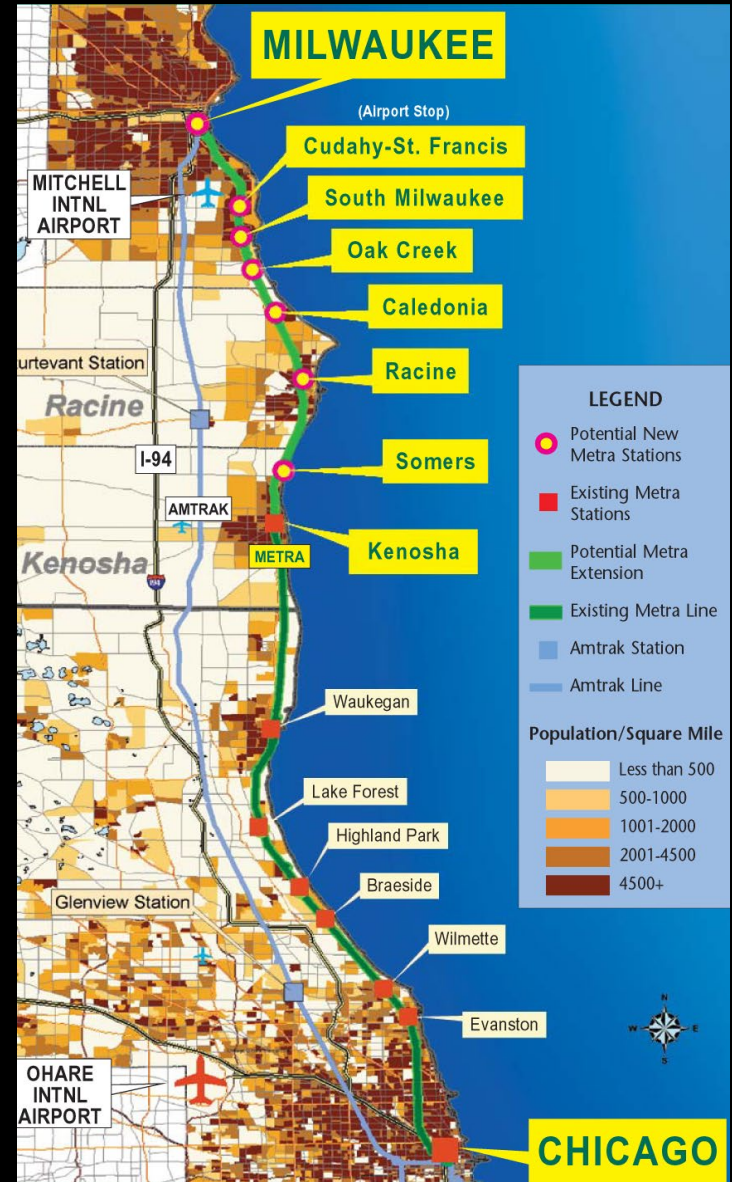 MILWAUKEE
(Airport Stop)
Cudahy-St. Francis
MITCHELL
INTNL
AIRPORT
South Milwaukee
Oak Creek
Caledonia
urtevant Station
Racine
Racine
I-94
Somers
AMTRAK
Kenosha
METRA
Kenosha
Waukegan
Lake Forest
Highland Park
Braeside
Glenview Station
Wilmette
Evanston
OHARE
INTNL
AIRPORT
CHICAGO
LEGEND
Potential New
Metra Stations
Existing Metra
Stations
Potential Metra
Extension
Existing Metra Line
Amtrak Station
Amtrak Line
Population/Square Mile
Less than 500
500-1000
1001-2000
2001-4500
4500+
N
W
E
S